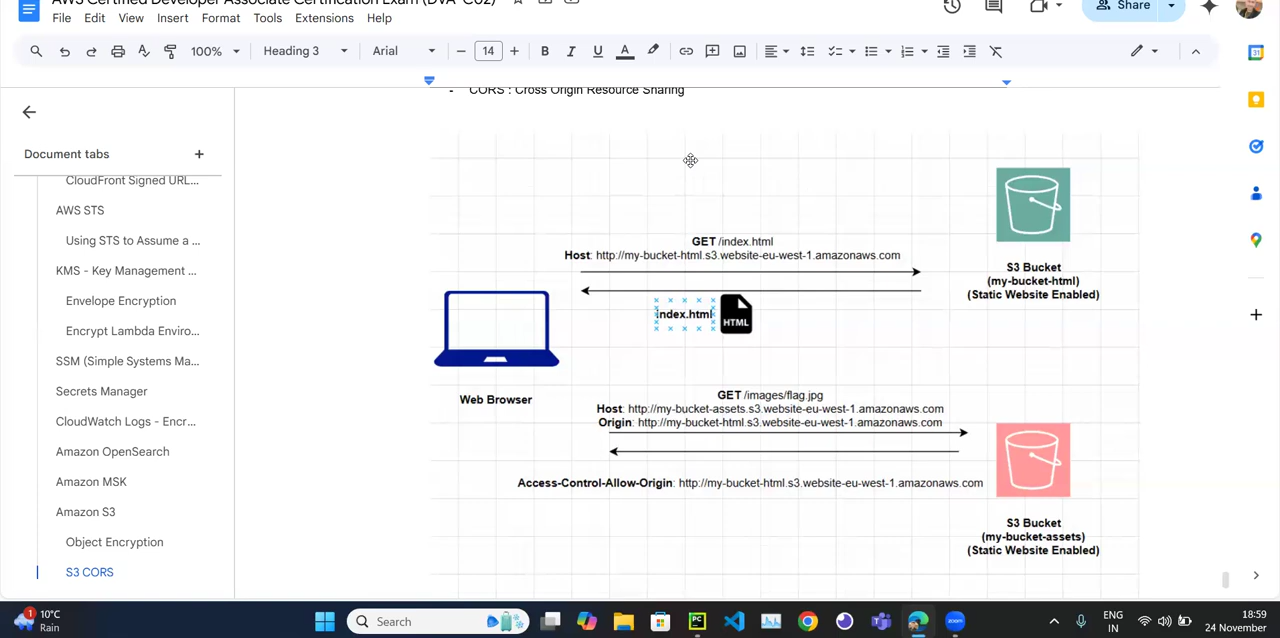 AWS Certified Developer Associate Certification Exam (DVA-C02)
File Edit View Insert Format Tools Extensions Help
Share
100% Heading 3 Arial 14 B I U A
- CORS : Cross Origin Resource Sharing
Document tabs
CloudFront Signed URL...
AWS STS
Using STS to Assume a ...
KMS - Key Management ...
Envelope Encryption
Encrypt Lambda Enviro...
SSM (Simple Systems Ma...
Secrets Manager
CloudWatch Logs - Encr...
Amazon OpenSearch
Amazon MSK
Amazon S3
Object Encryption
S3 CORS
GET /index.html
Host: http://my-bucket-html.s3.website-eu-west-1.amazonaws.com
index.html
HTML
S3 Bucket
(my-bucket-html)
(Static Website Enabled)
Web Browser
GET /images/flag.jpg
Host: http://my-bucket-assets.s3.website-eu-west-1.amazonaws.com
Origin: http://my-bucket-html.s3.website-eu-west-1.amazonaws.com
Access-Control-Allow-Origin: http://my-bucket-html.s3.website-eu-west-1.amazonaws.com
S3 Bucket
(my-bucket-assets)
(Static Website Enabled)
31
1
10°C
Rain
Search
PC
zoom
ENG
IN
18:59
24 November